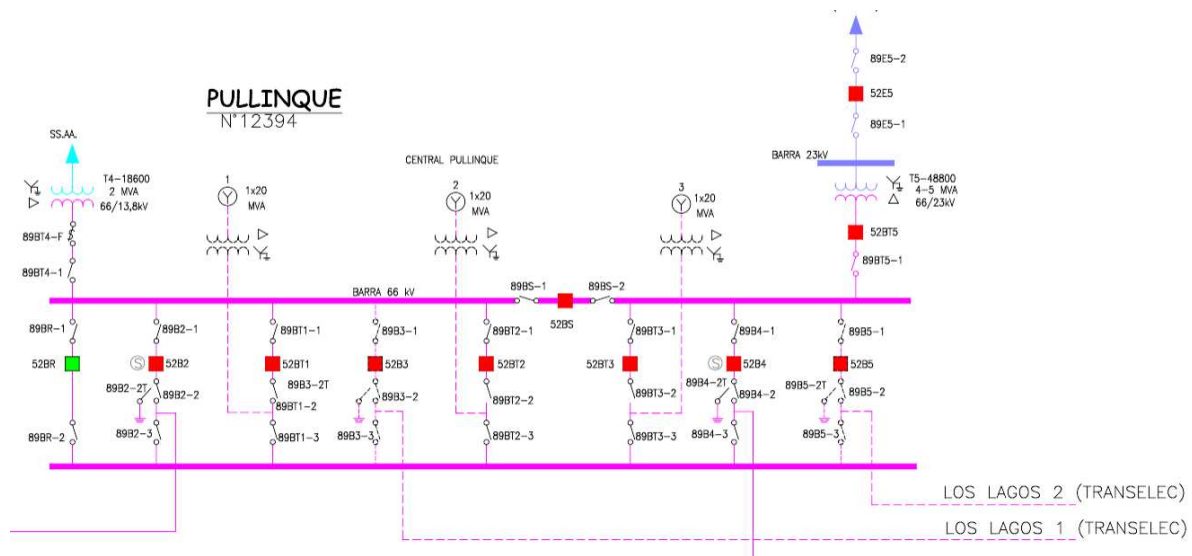 PULLINQUE
N°12394
SS.AA.
T4-18600
2 MVA
66/13,8kV
89BT4-F
89BT4-1
1
1x20
MVA
CENTRAL PULLINQUE
2
1x20
MVA
3
1x20
MVA
89E5-2
52E5
89E5-1
BARRA 23kV
T5-48800
4-5 MVA
66/23kV
52BT5
89BT5-1
BARRA 66 kV
89BS-1
89BS-2
52BS
89BR-1
89B2-1
89BT1-1
89B3-1
89BT2-1
89BT3-1
89B4-1
89B5-1
52BR
S
52B2
52BT1
52B3
52BT2
52BT3
S
52B4
52B5
89B2-2T
89B2-2
89B3-2T
89BT1-2
89B3-2
89BT2-2
89BT3-2
89B4-2T
89B4-2
89B5-2T
89B5-2
89BR-2
89B2-3
89BT1-3
89B3-3
89BT2-3
89BT3-3
89B4-3
89B5-3
LOS LAGOS 2 (TRANSELEC)
LOS LAGOS 1 (TRANSELEC)